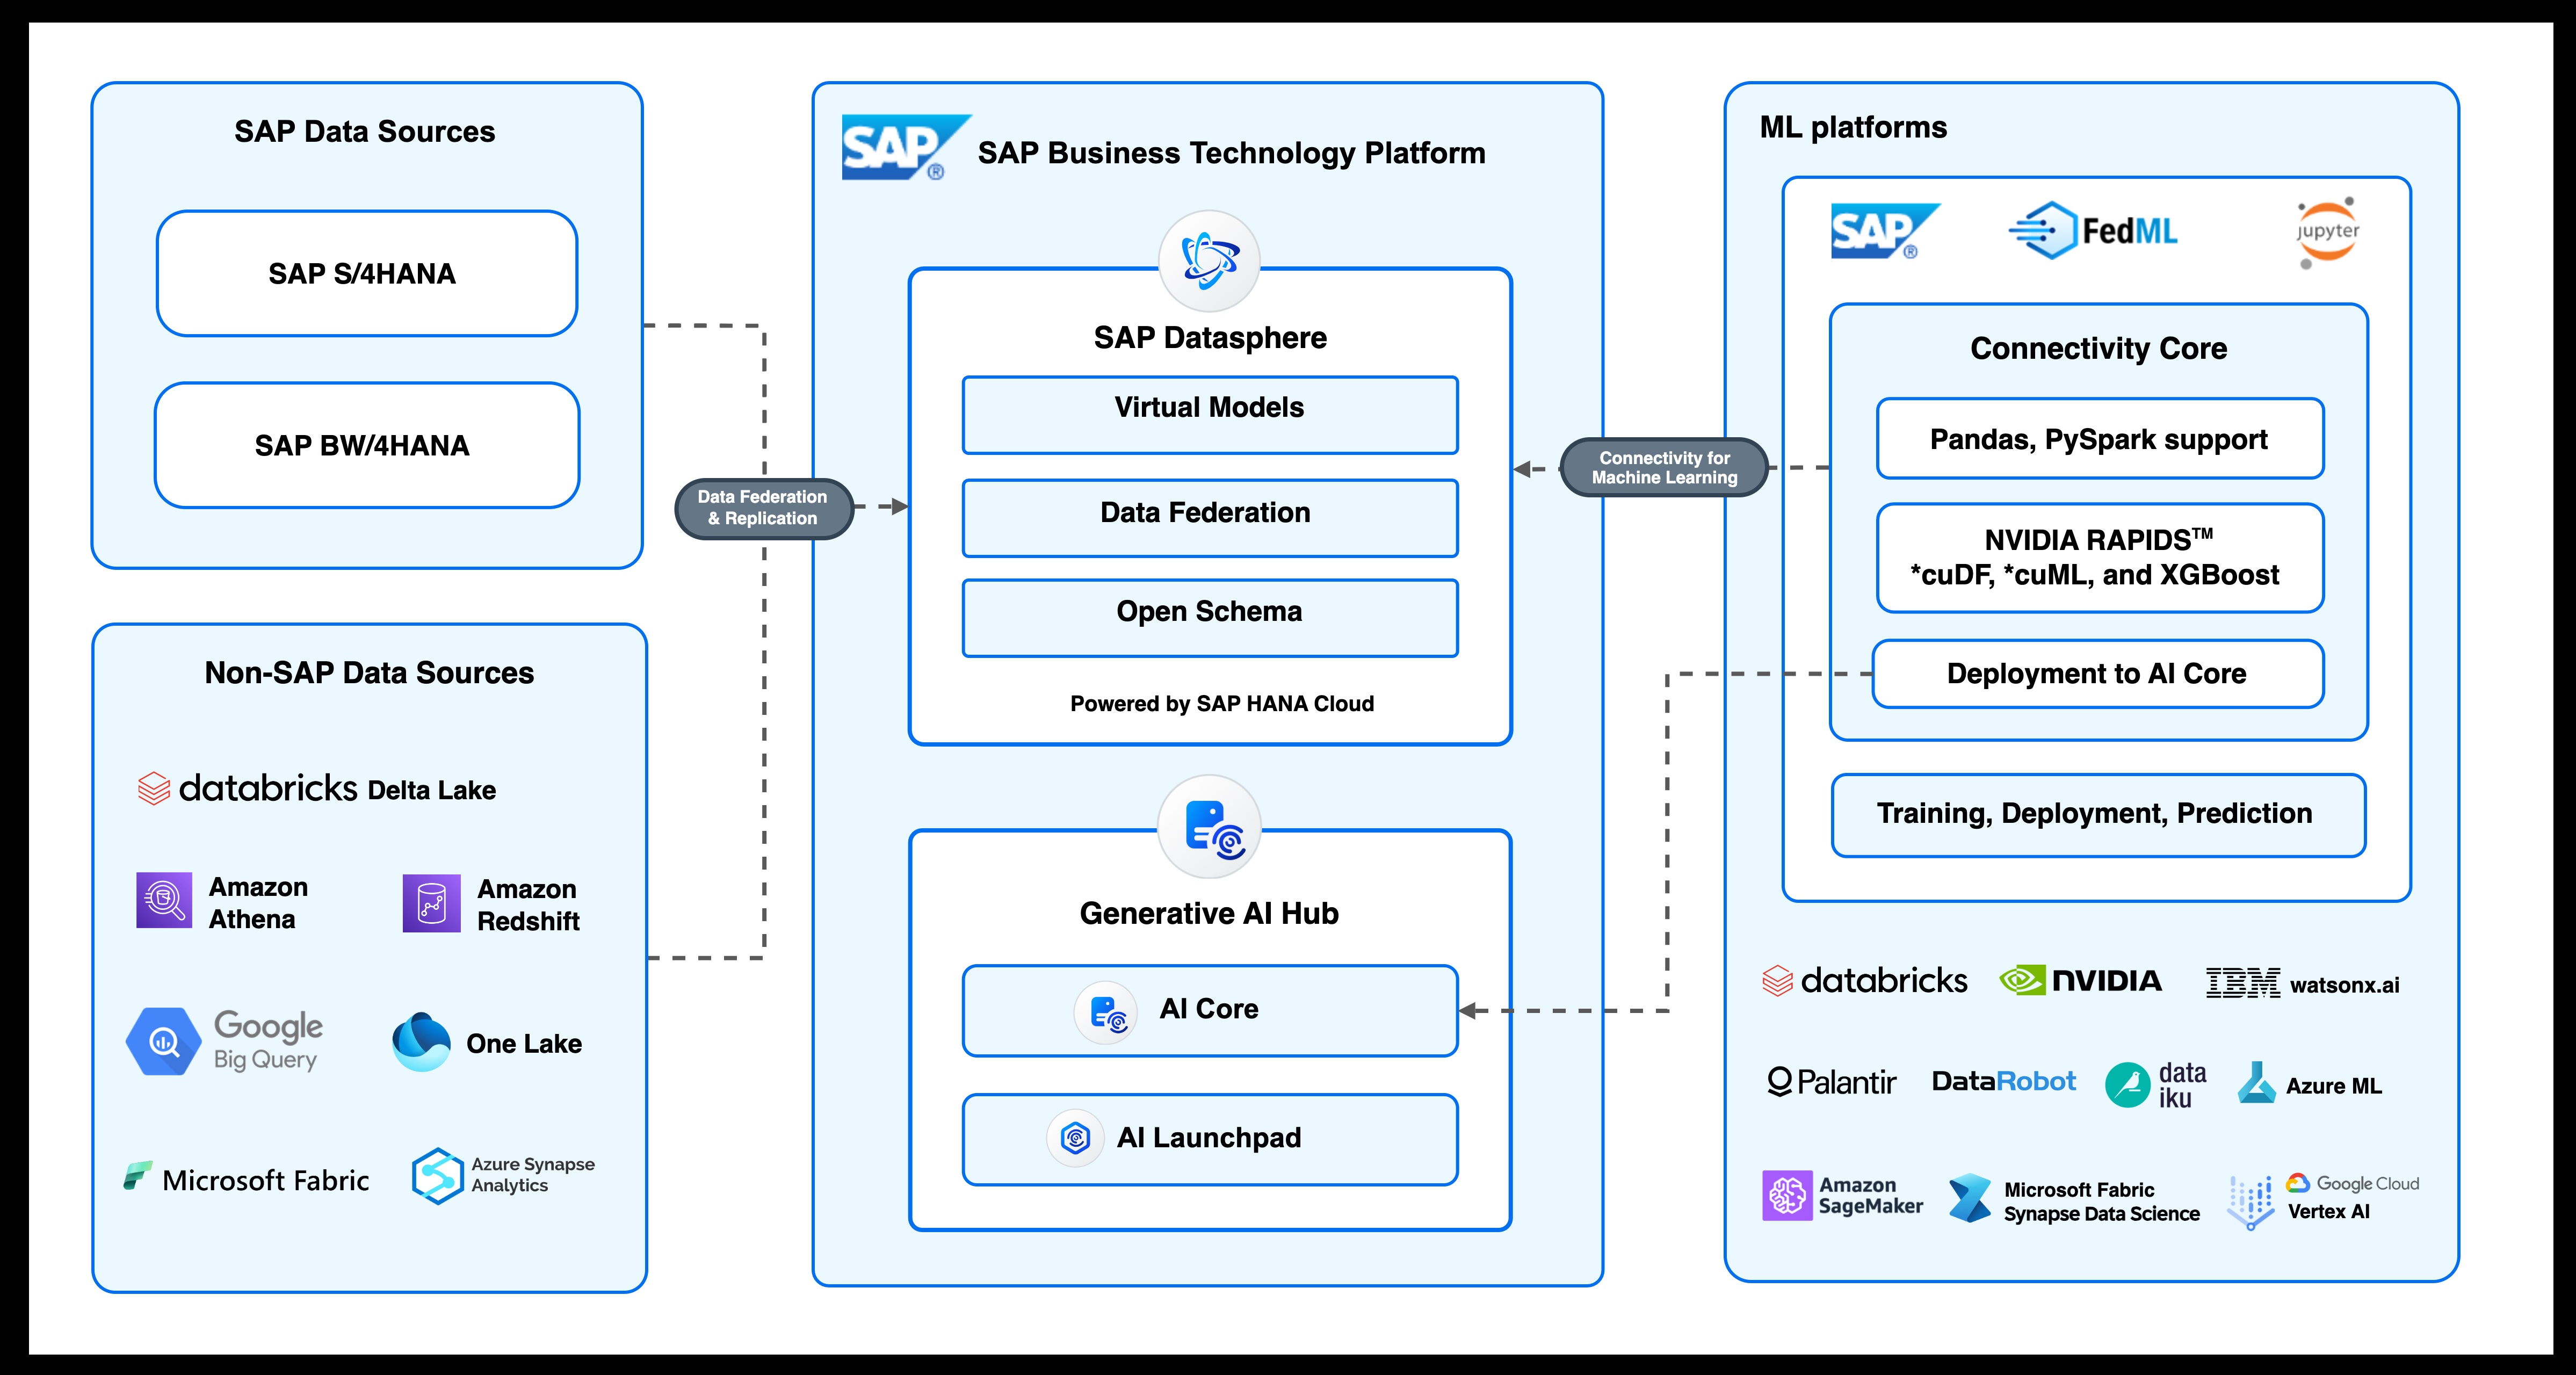 SAP Data Sources
SAP S/4HANA
SAP BW/4HANA
Non-SAP Data Sources
databricks Delta Lake
Amazon
Athena
Amazon
Redshift
Google
Big Query
One Lake
Microsoft Fabric
Azure Synapse
Analytics
Data Federation
& Replication
SAP®
SAP Business Technology Platform
SAP Datasphere
Virtual Models
Data Federation
Open Schema
Powered by SAP HANA Cloud
Generative AI Hub
AI Core
AI Launchpad
Connectivity for
Machine Learning
ML platforms
SAP®
FedML
jupyter
Connectivity Core
Pandas, PySpark support
NVIDIA RAPIDS™
*cuDF, *cuML, and XGBoost
Deployment to AI Core
Training, Deployment, Prediction
databricks
NVIDIA
IBM watsonx.ai
Palantir
DataRobot
data
iku
Azure ML
Amazon
SageMaker
Microsoft Fabric
Synapse Data Science
Google Cloud
Vertex AI